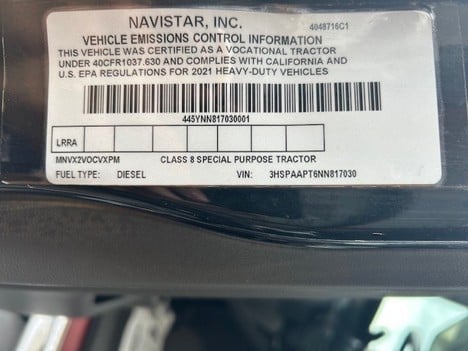 NAVISTAR, INC.
4048716C1
VEHICLE EMISSIONS CONTROL INFORMATION
THIS VEHICLE WAS CERTIFIED AS A VOCATIONAL TRACTOR
UNDER 40CFR1037.630 AND COMPLIES WITH CALIFORNIA AND
U.S. EPA REGULATIONS FOR 2021 HEAVY-DUTY VEHICLES
445YNN817030001
LRRA
MNVX2VOCVXPM CLASS 8 SPECIAL PURPOSE TRACTOR
FUEL TYPE: DIESEL VIN: 3HSPAAPT6NN817030